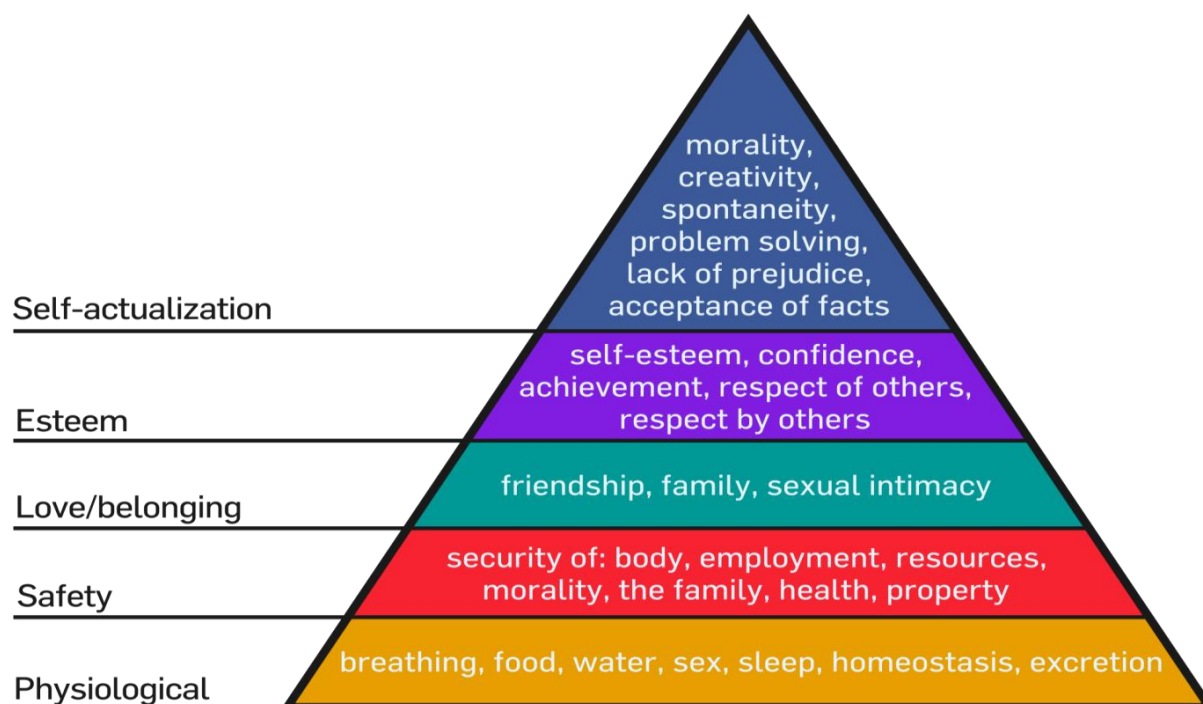 morality,
creativity,
spontaneity,
problem solving,
lack of prejudice,
acceptance of facts
Self-actualization
self-esteem, confidence,
achievement, respect of others,
respect by others
Esteem
friendship, family, sexual intimacy
Love/belonging
security of: body, employment, resources,
morality, the family, health, property
Safety
breathing, food, water, sex, sleep, homeostasis, excretion
Physiological